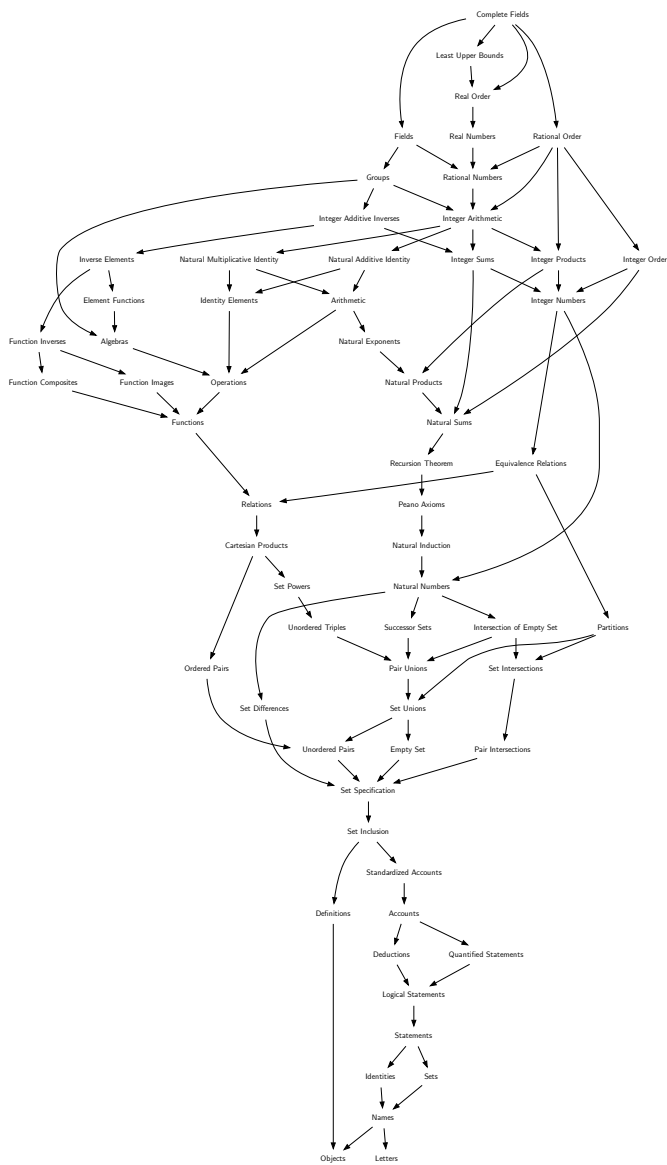 Complete Fields
Least Upper Bounds
Real Order
Fields
Real Numbers
Rational Order
Groups
Rational Numbers
Integer Additive Inverses
Integer Arithmetic
Inverse Elements
Natural Multiplicative Identity
Natural Additive Identity
Integer Sums
Integer Products
Integer Order
Element Functions
Identity Elements
Arithmetic
Integer Numbers
Function Inverses
Algebras
Natural Exponents
Function Composites
Function Images
Operations
Natural Products
Functions
Natural Sums
Recursion Theorem
Equivalence Relations
Relations
Peano Axioms
Cartesian Products
Natural Induction
Set Powers
Natural Numbers
Unordered Triples
Successor Sets
Intersection of Empty Set
Partitions
Ordered Pairs
Pair Unions
Set Intersections
Set Differences
Set Unions
Unordered Pairs
Empty Set
Pair Intersections
Set Specification
Set Inclusion
Standardized Accounts
Definitions
Accounts
Deductions
Quantified Statements
Logical Statements
Statements
Identities
Sets
Names
Objects
Letters